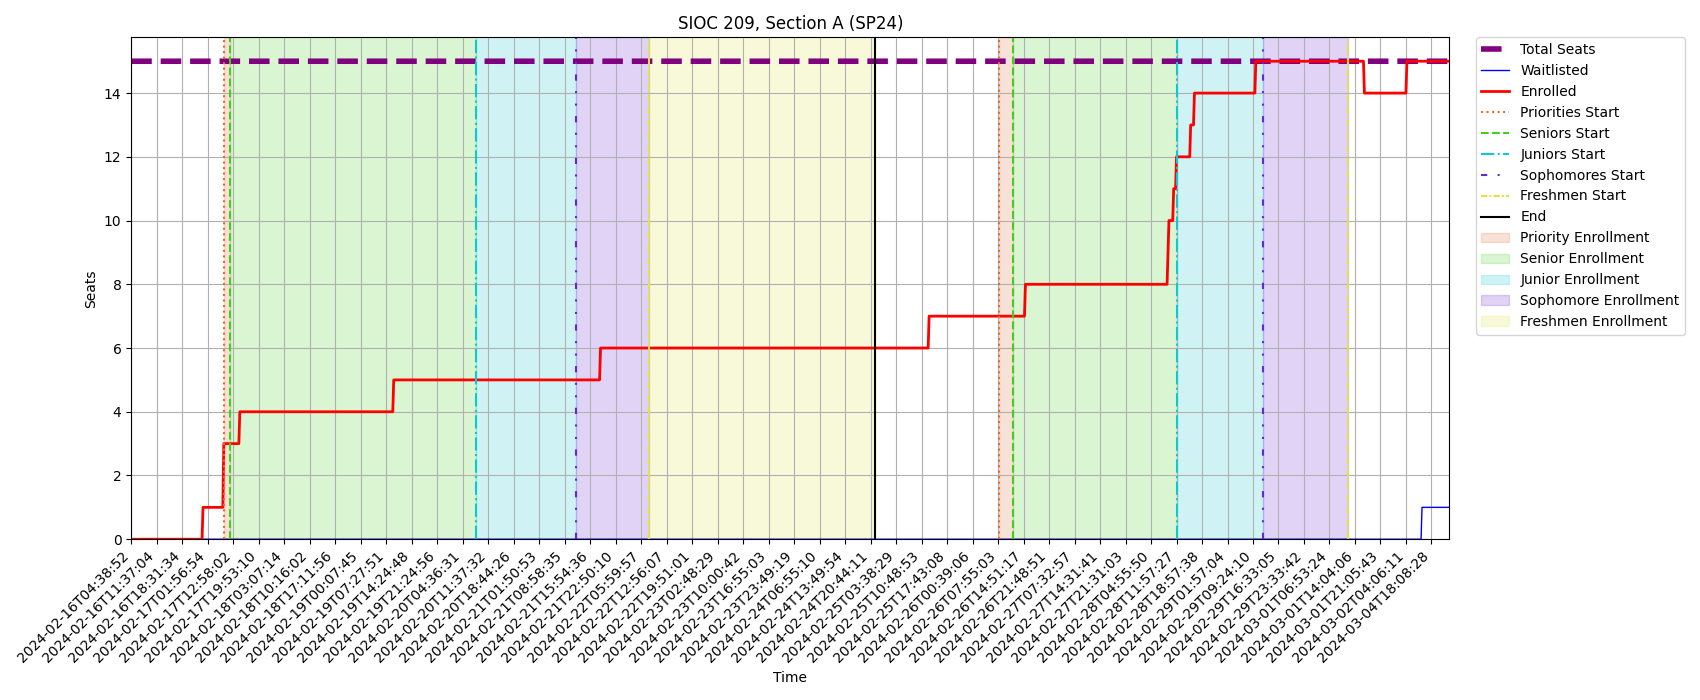 SIOC 209, Section A (SP24)
Seats
14
12
10
8
6
4
2
0
2024-02-16T04:38:52
2024-02-16T11:37:04
2024-02-16T18:31:34
2024-02-17T01:56:54
2024-02-17T12:58:02
2024-02-17T19:53:10
2024-02-18T03:07:14
2024-02-18T10:16:02
2024-02-18T17:11:56
2024-02-19T00:07:45
2024-02-19T07:27:51
2024-02-19T14:24:48
2024-02-19T21:24:56
2024-02-20T04:36:31
2024-02-20T11:37:32
2024-02-20T18:44:26
2024-02-21T01:50:53
2024-02-21T08:58:35
2024-02-21T15:54:36
2024-02-21T22:50:10
2024-02-22T05:59:57
2024-02-22T12:56:07
2024-02-22T19:51:01
2024-02-23T02:48:29
2024-02-23T10:00:42
2024-02-23T16:55:03
2024-02-23T23:49:19
2024-02-24T06:55:10
2024-02-24T13:49:54
2024-02-24T20:44:11
2024-02-25T03:38:29
2024-02-25T10:48:53
2024-02-25T17:43:08
2024-02-26T00:39:06
2024-02-26T07:55:03
2024-02-26T14:51:17
2024-02-26T21:48:51
2024-02-27T07:32:57
2024-02-27T14:31:41
2024-02-27T21:31:03
2024-02-28T04:55:50
2024-02-28T11:57:27
2024-02-28T18:57:38
2024-02-29T01:57:04
2024-02-29T09:24:10
2024-02-29T16:33:05
2024-02-29T23:33:42
2024-03-01T06:53:24
2024-03-01T14:04:06
2024-03-01T21:05:43
2024-03-02T04:06:11
2024-03-04T18:08:28
Time
Total Seats
Waitlisted
Enrolled
Priorities Start
Seniors Start
Juniors Start
Sophomores Start
Freshmen Start
End
Priority Enrollment
Senior Enrollment
Junior Enrollment
Sophomore Enrollment
Freshmen Enrollment